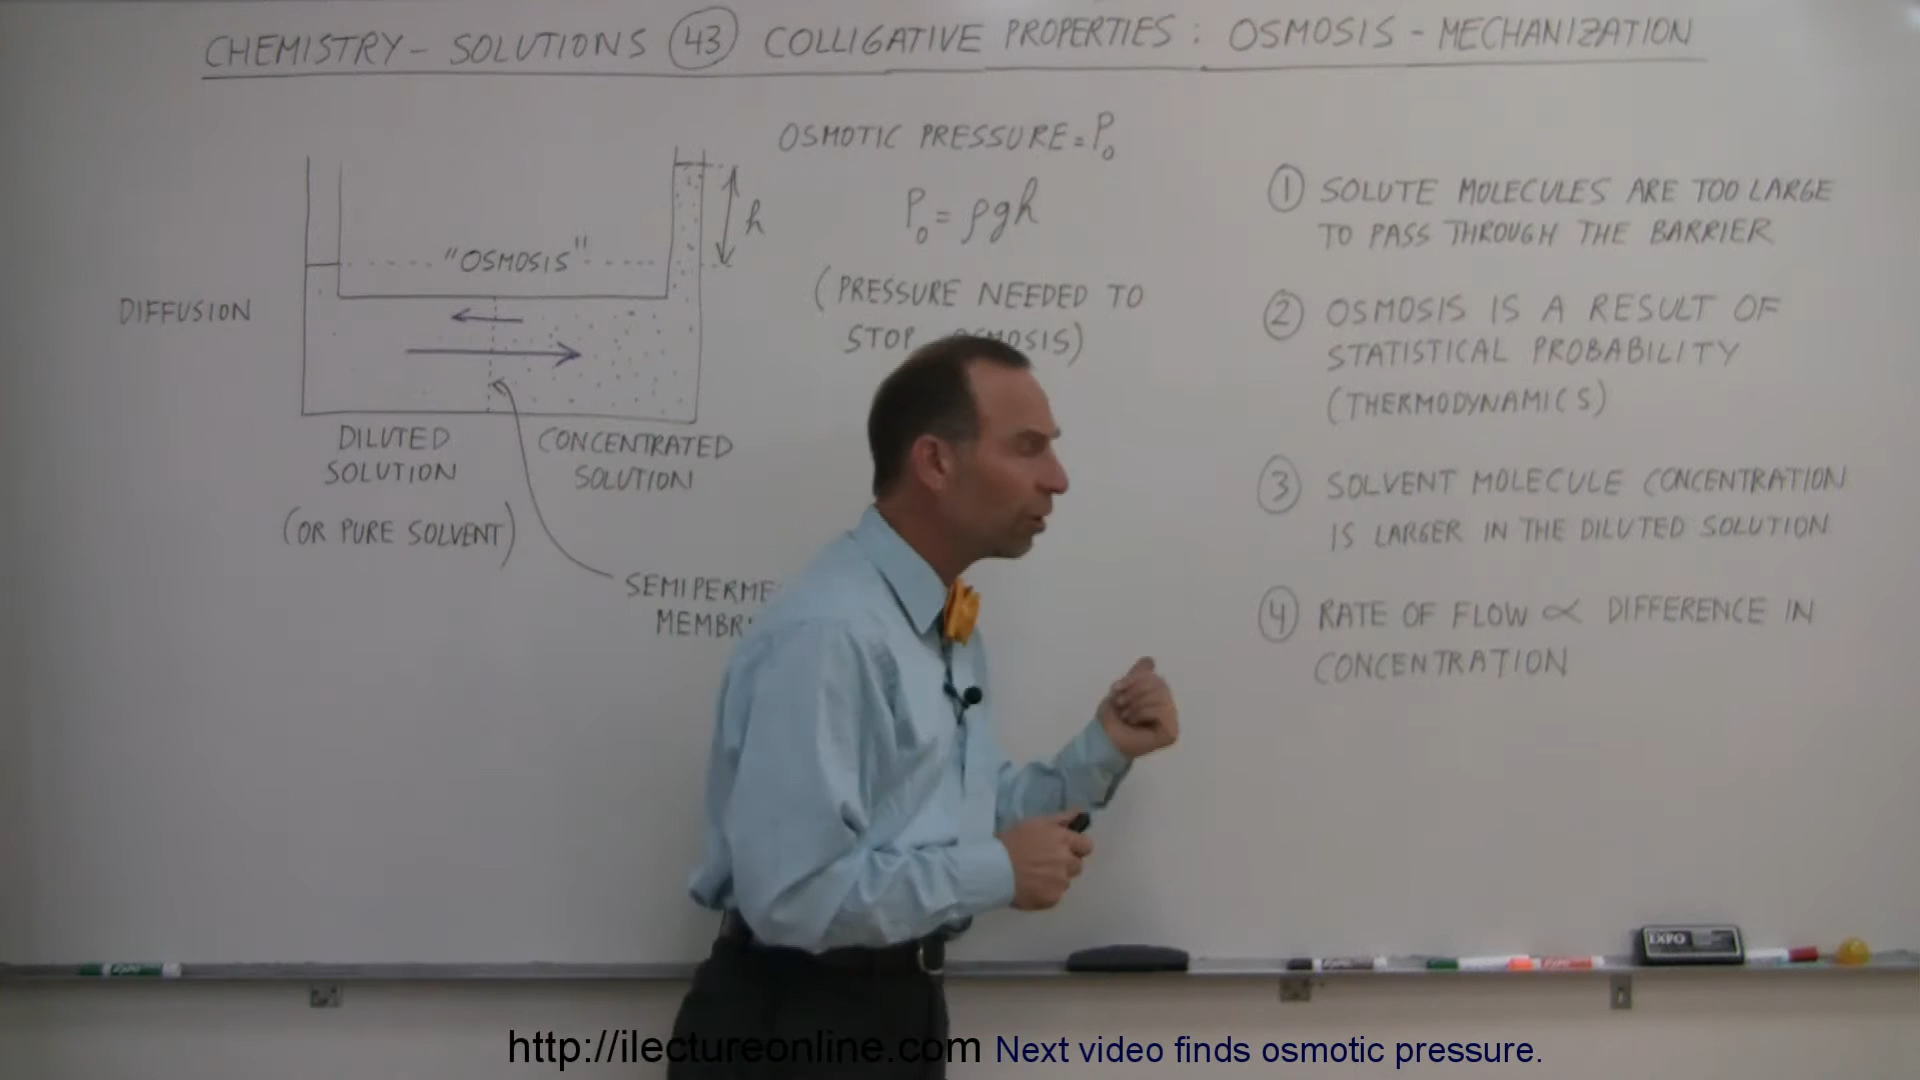 CHEMISTRY - SOLUTIONS 43 COLLIGATIVE PROPERTIES : OSMOSIS - MECHANIZATION
OSMOTIC PRESSURE = P₀
P₀ = ρgh
(PRESSURE NEEDED TO
STOP OSMOSIS)
h
"OSMOSIS"
DIFFUSION
DILUTED
SOLUTION
(OR PURE SOLVENT)
CONCENTRATED
SOLUTION
SEMIPERME
MEMBR
① SOLUTE MOLECULES ARE TOO LARGE
TO PASS THROUGH THE BARRIER
② OSMOSIS IS A RESULT OF
STATISTICAL PROBABILITY
(THERMODYNAMICS)
③ SOLVENT MOLECULE CONCENTRATION
IS LARGER IN THE DILUTED SOLUTION
④ RATE OF FLOW ∝ DIFFERENCE IN
CONCENTRATION
EXPO
http://ilectureonline.com Next video finds osmotic pressure.